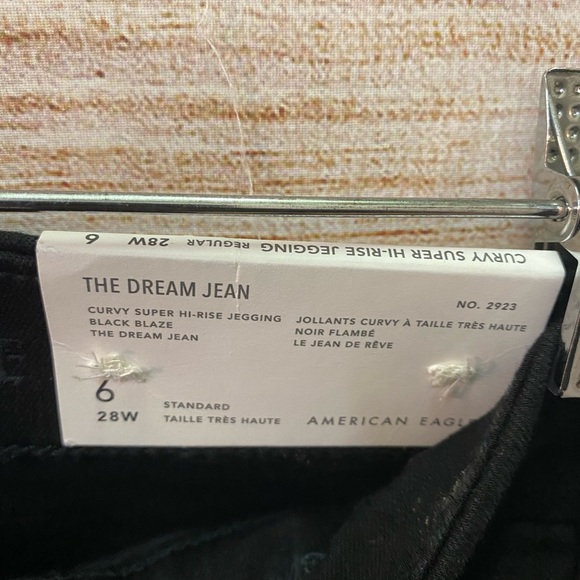 CURVY SUPER HI-RISE JEGGING REGULAR 28W 6
THE DREAM JEAN
NO. 2923
CURVY SUPER HI-RISE JEGGING
BLACK BLAZE
THE DREAM JEAN
JOLLANTS CURVY À TAILLE TRÈS HAUTE
NOIR FLAMBÉ
LE JEAN DE RÊVE
6
28W
STANDARD
TAILLE TRÈS HAUTE
AMERICAN EAGL